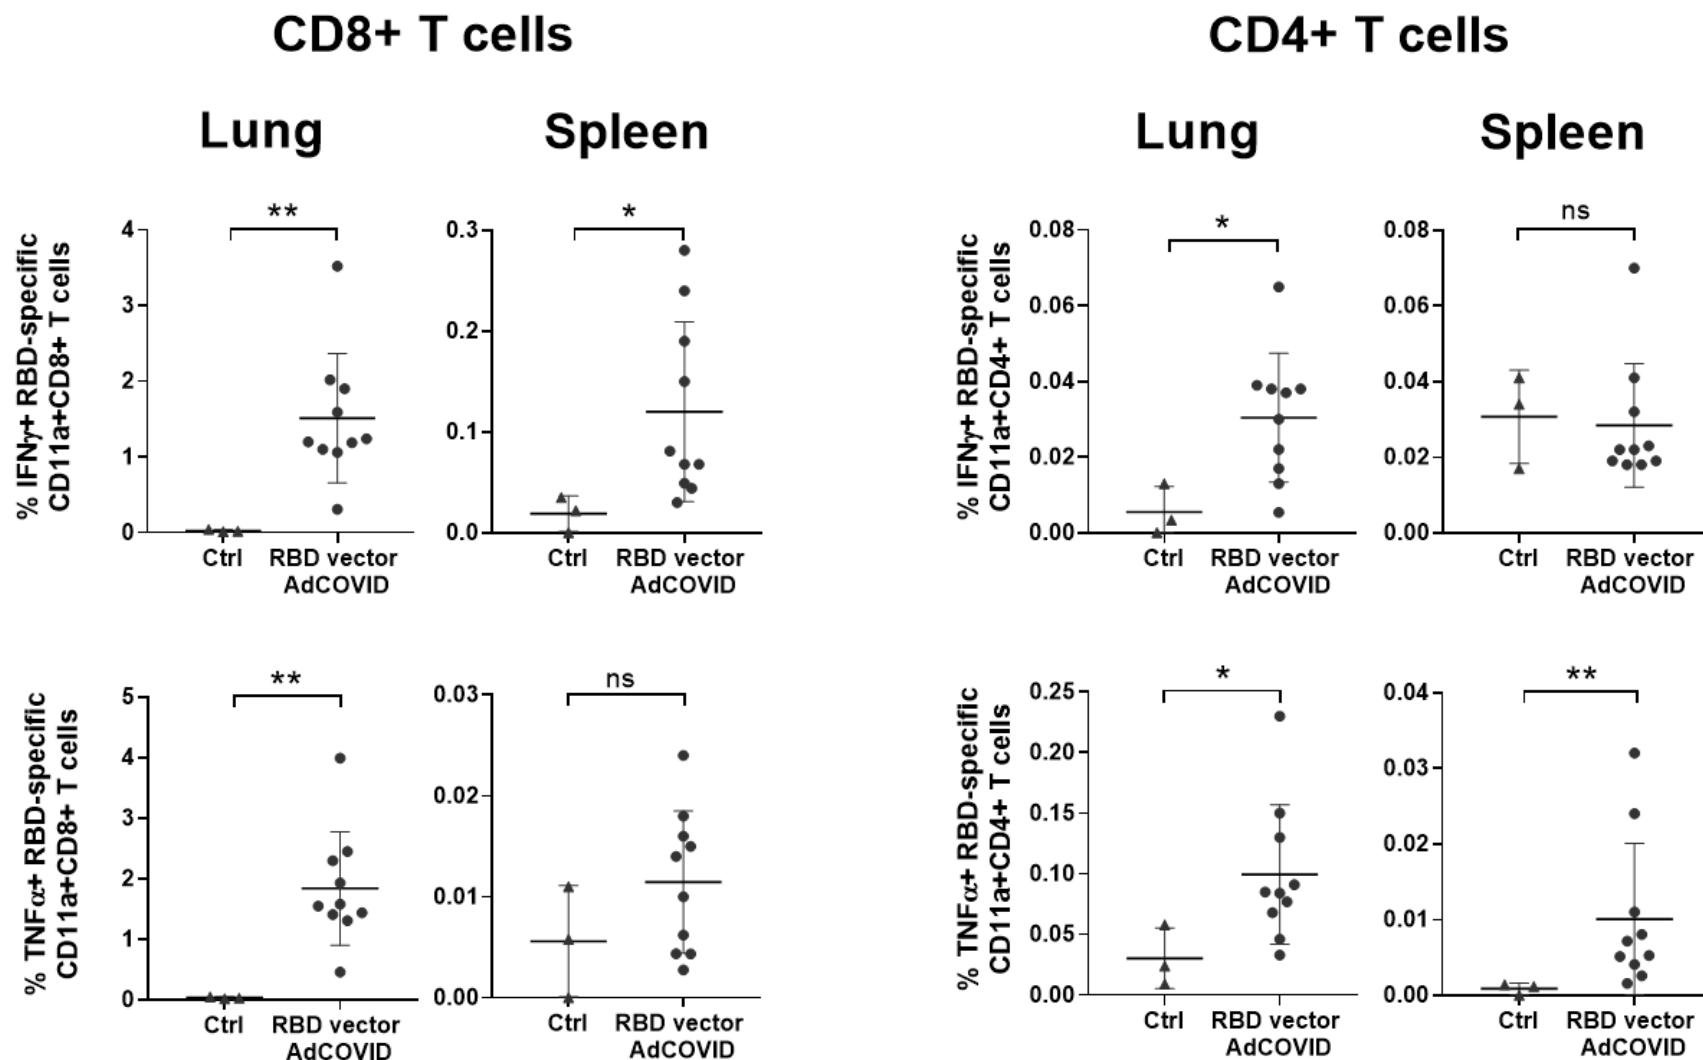 CD8+ T cells
CD4+ T cells
Lung
Spleen
Lung
Spleen
% IFNγ+ RBD-specific
CD11a+CD8+ T cells
4
3
2
1
0
**
Ctrl
RBD vector
AdCOVID
0.3
0.2
0.1
0.0
*
Ctrl
RBD vector
AdCOVID
% IFNγ+ RBD-specific
CD11a+CD4+ T cells
0.08
0.06
0.04
0.02
0.00
*
Ctrl
RBD vector
AdCOVID
0.08
0.06
0.04
0.02
0.00
ns
Ctrl
RBD vector
AdCOVID
% TNFα+ RBD-specific
CD11a+CD8+ T cells
5
4
3
2
1
0
**
Ctrl
RBD vector
AdCOVID
0.03
0.02
0.01
0.00
ns
Ctrl
RBD vector
AdCOVID
% TNFα+ RBD-specific
CD11a+CD4+ T cells
0.25
0.20
0.15
0.10
0.05
0.00
*
Ctrl
RBD vector
AdCOVID
0.04
0.03
0.02
0.01
0.00
**
Ctrl
RBD vector
AdCOVID